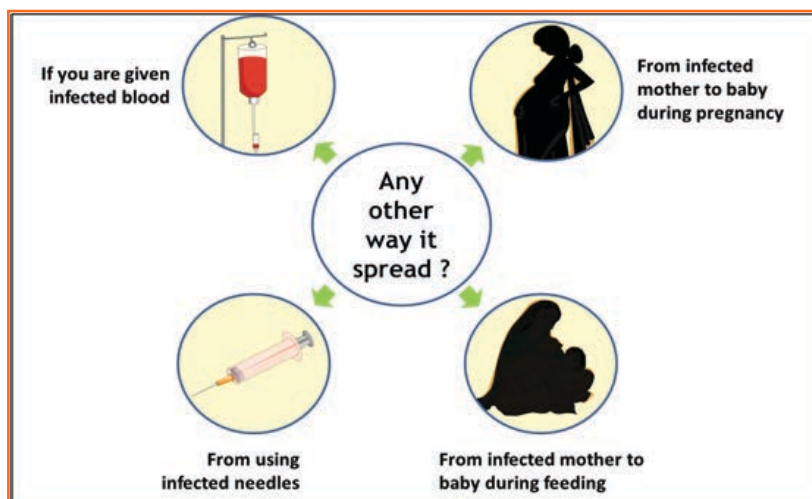 If you are given
infected blood
From infected
mother to baby
during pregnancy
Any
other
way it
spread ?
From using
infected needles
From infected mother to
baby during feeding